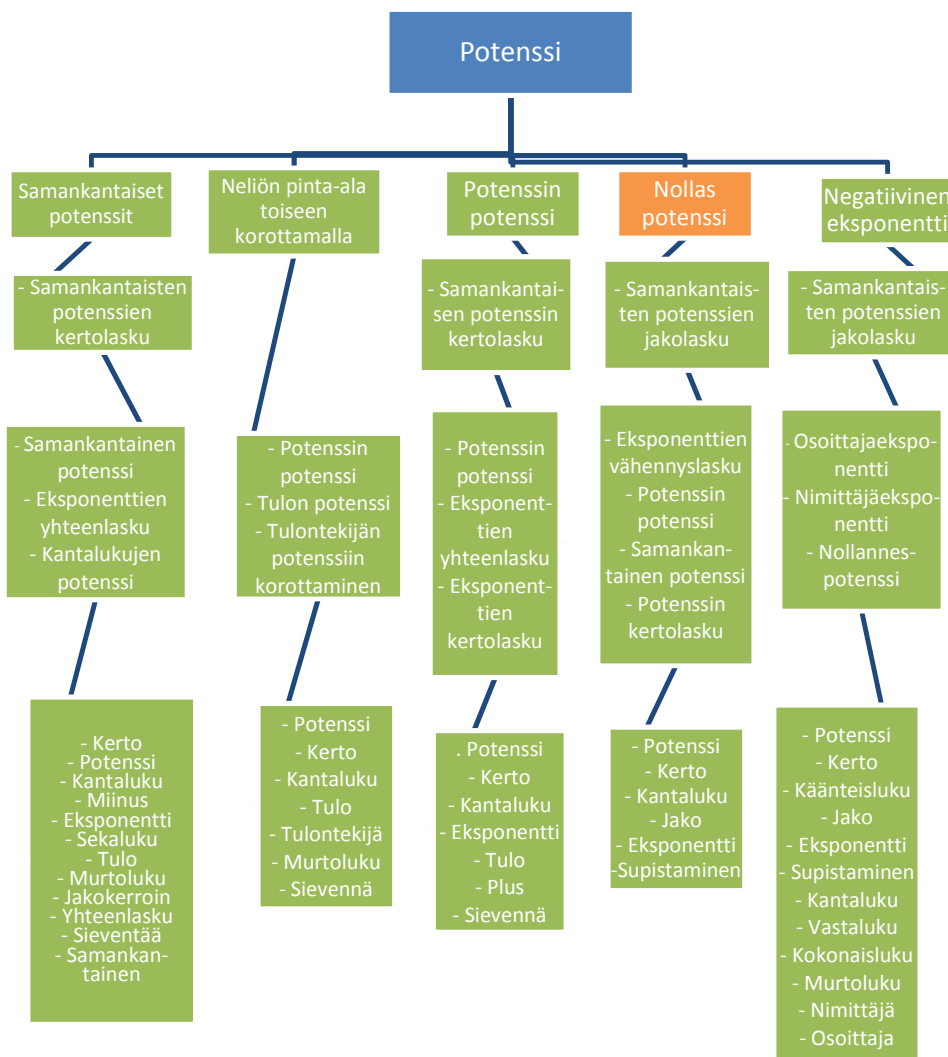 Potenssi
Samankantaiset
potenssit
Neliön pinta-ala
toiseen
korottamalla
Potenssin
potenssi
Nollas
potenssi
Negatiivinen
eksponentti
- Samankantaisten
potenssien
kertolasku
- Samankantai-
sen potenssin
kertolasku
- Samankantais-
ten potenssien
jakolasku
- Samankantais-
ten potenssien
jakolasku
- Samankantainen
potenssi
- Eksponenttien
yhteenlasku
- Kantalukujen
potenssi
- Potenssin
potenssi
- Tulon potenssi
- Tulontekijän
potenssiin
korottaminen
- Potenssin
potenssi
- Eksponent-
tien
yhteenlasku
- Eksponent-
tien
kertolasku
- Eksponenttien
vähennyslasku
- Potenssin
potenssi
- Samankan-
tainen potenssi
- Potenssin
kertolasku
- Osoittajaekspo-
nentti
- Nimittäjäekspo-
nentti
- Nollannes-
potenssi
- Kerto
- Potenssi
- Kantaluku
- Miinus
- Eksponentti
- Sekaluku
- Tulo
- Murtoluku
- Jakokerroin
- Yhteenlasku
- Sieventää
- Samankan-
tainen
- Potenssi
- Kerto
- Kantaluku
- Tulo
- Tulontekijä
- Murtoluku
- Sievennä
. Potenssi
- Kerto
- Kantaluku
- Eksponentti
- Tulo
- Plus
- Sievennä
- Potenssi
- Kerto
- Kantaluku
- Jako
- Eksponentti
-Supistaminen
- Potenssi
- Kerto
- Käänteisluku
- Jako
- Eksponentti
- Supistaminen
- Kantaluku
- Vastaluku
- Kokonaisluku
- Murtoluku
- Nimittäjä
- Osoittaja